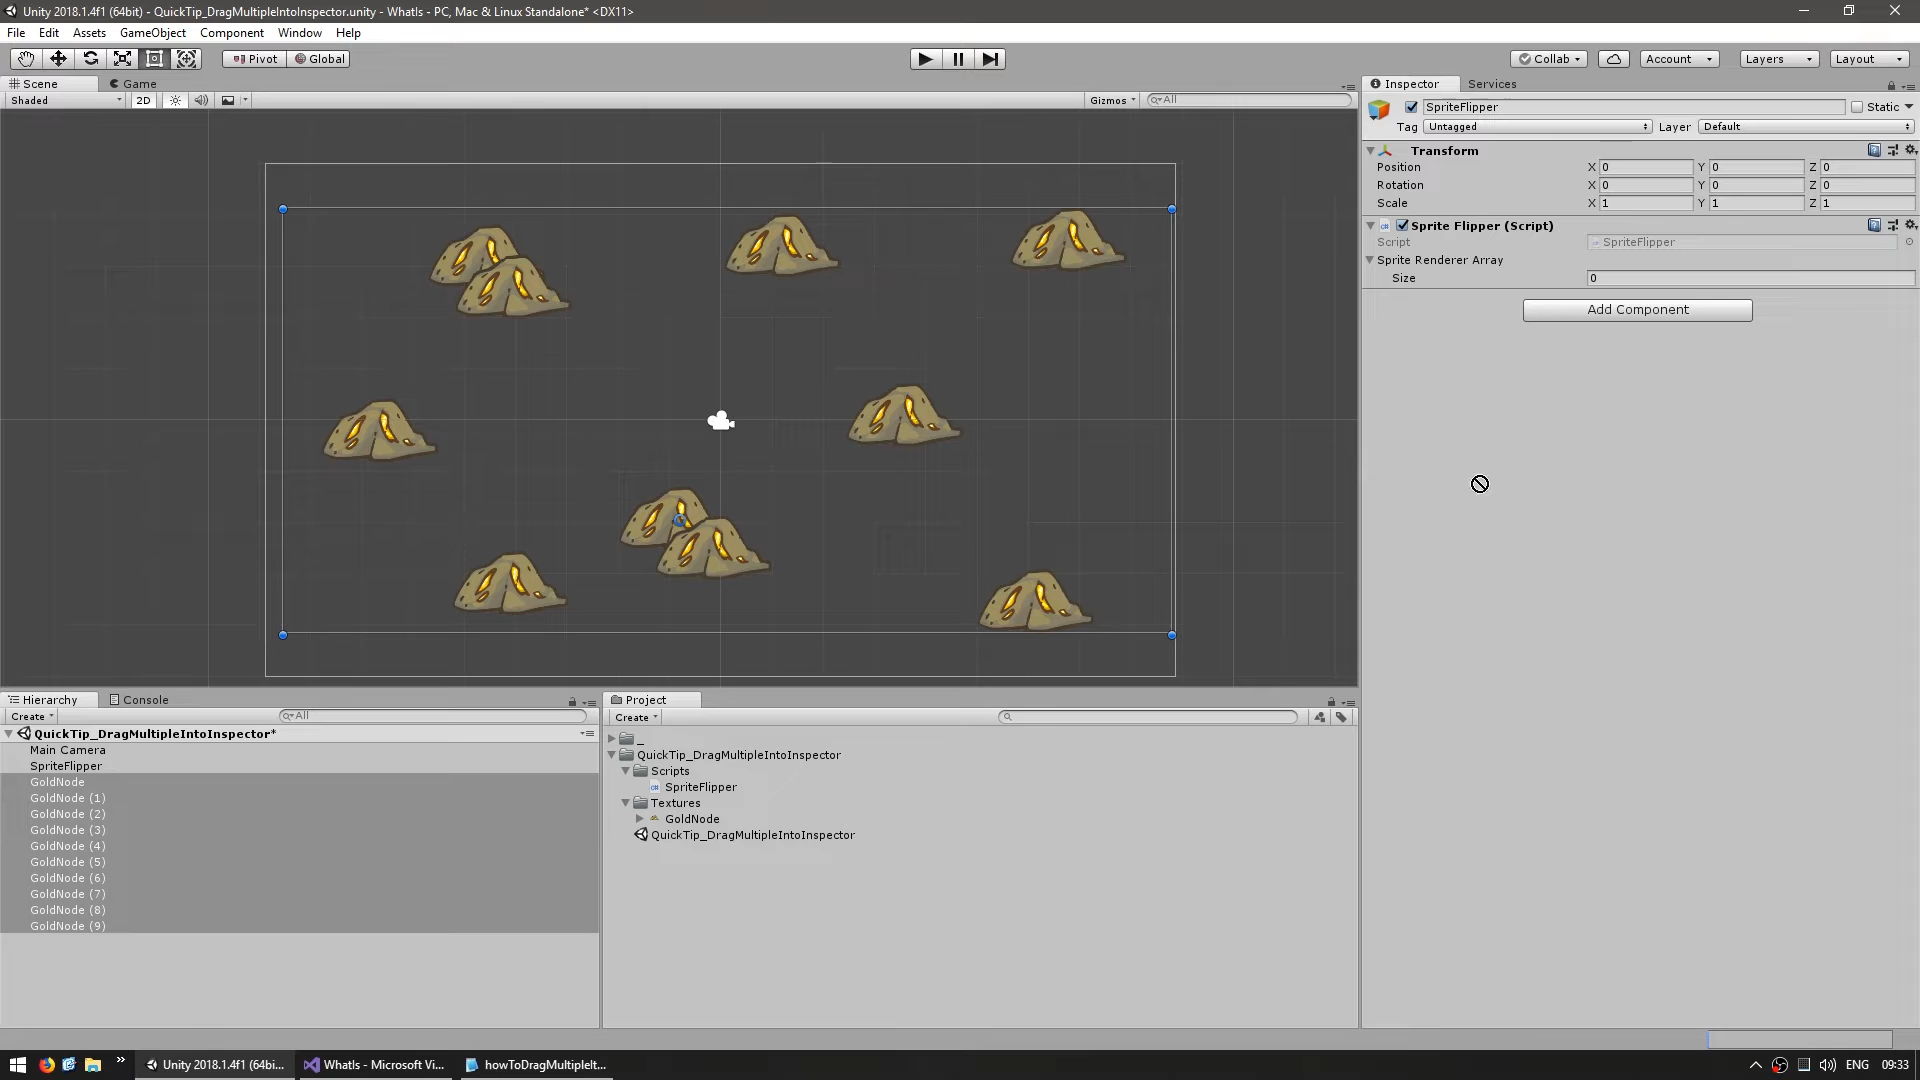 Unity 2018.1.4f1 (64bit) - QuickTip_DragMultipleIntoInspector.unity - WhatIs - PC, Mac & Linux Standalone* <DX11>
File Edit Assets GameObject Component Window Help
Pivot Global Collab Account Layers Layout
Scene Game Inspector Services
Shaded 2D Gizmos All
SpriteFlipper Static
Tag Untagged Layer Default
Transform
Position X 0 Y 0 Z 0
Rotation X 0 Y 0 Z 0
Scale X 1 Y 1 Z 1
Sprite Flipper (Script)
Script SpriteFlipper
Sprite Renderer Array
Size 0
Add Component
Hierarchy Console
Create All
QuickTip_DragMultipleIntoInspector*
Main Camera
SpriteFlipper
GoldNode
GoldNode (1)
GoldNode (2)
GoldNode (3)
GoldNode (4)
GoldNode (5)
GoldNode (6)
GoldNode (7)
GoldNode (8)
GoldNode (9)
Project
Create
_
QuickTip_DragMultipleIntoInspector
Scripts
SpriteFlipper
Textures
GoldNode
QuickTip_DragMultipleIntoInspector
Unity 2018.1.4f1 (64bi... WhatIs - Microsoft Vi... howToDragMultipleIt... ENG 09:33